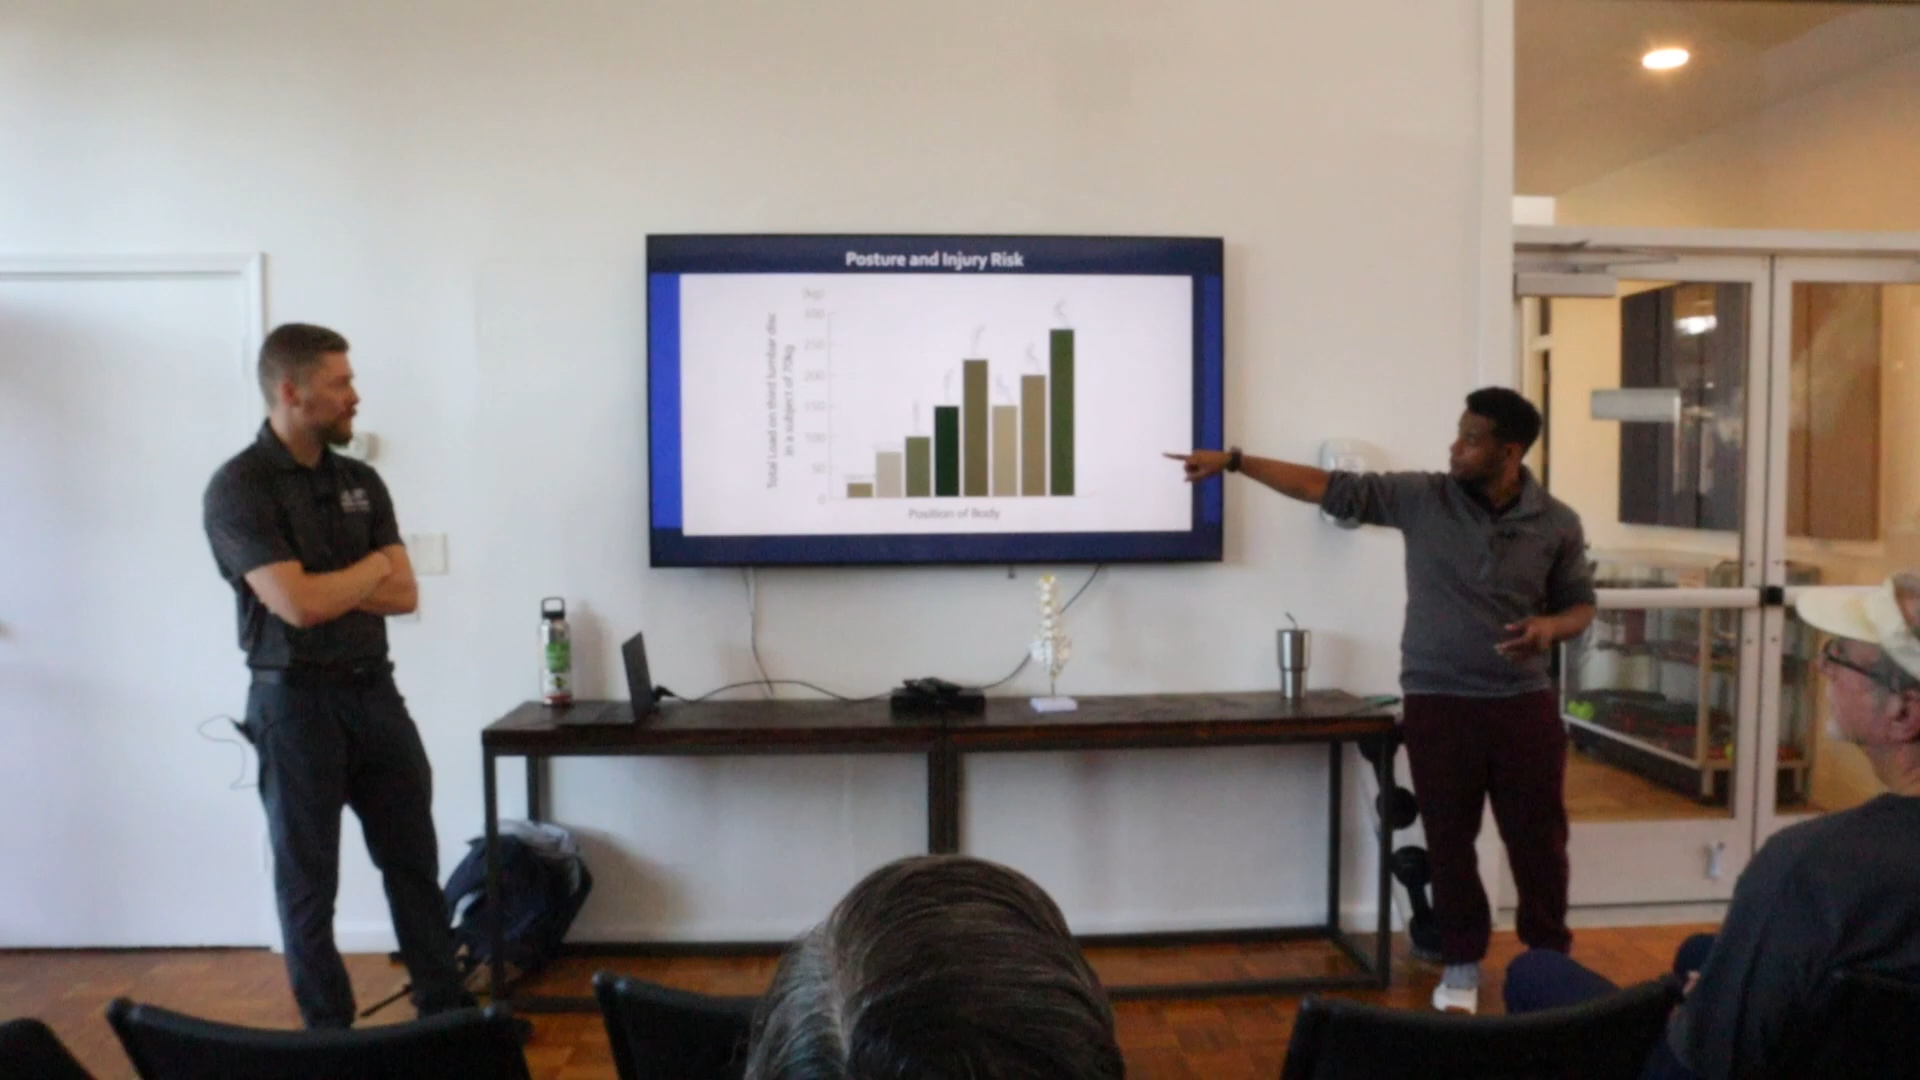 Posture and Injury Risk
(kg)
300
250
200
150
100
50
0
Total Load on third lumbar disc
in a subject of 70kg
Position of Body